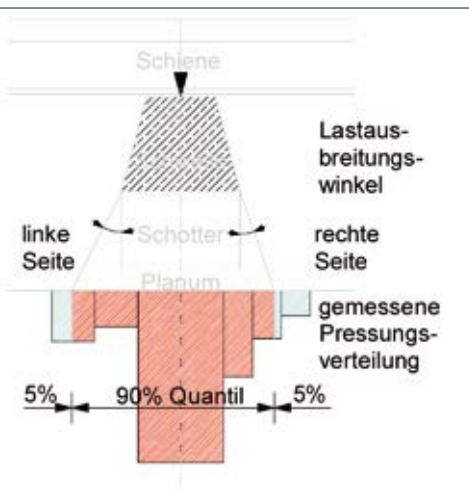 Schiene
Lastaus-
breitungs-
winkel
linke
Seite
Schotter
rechte
Seite
Planum
gemessene
Pressungs-
verteilung
5%
90% Quantil
5%